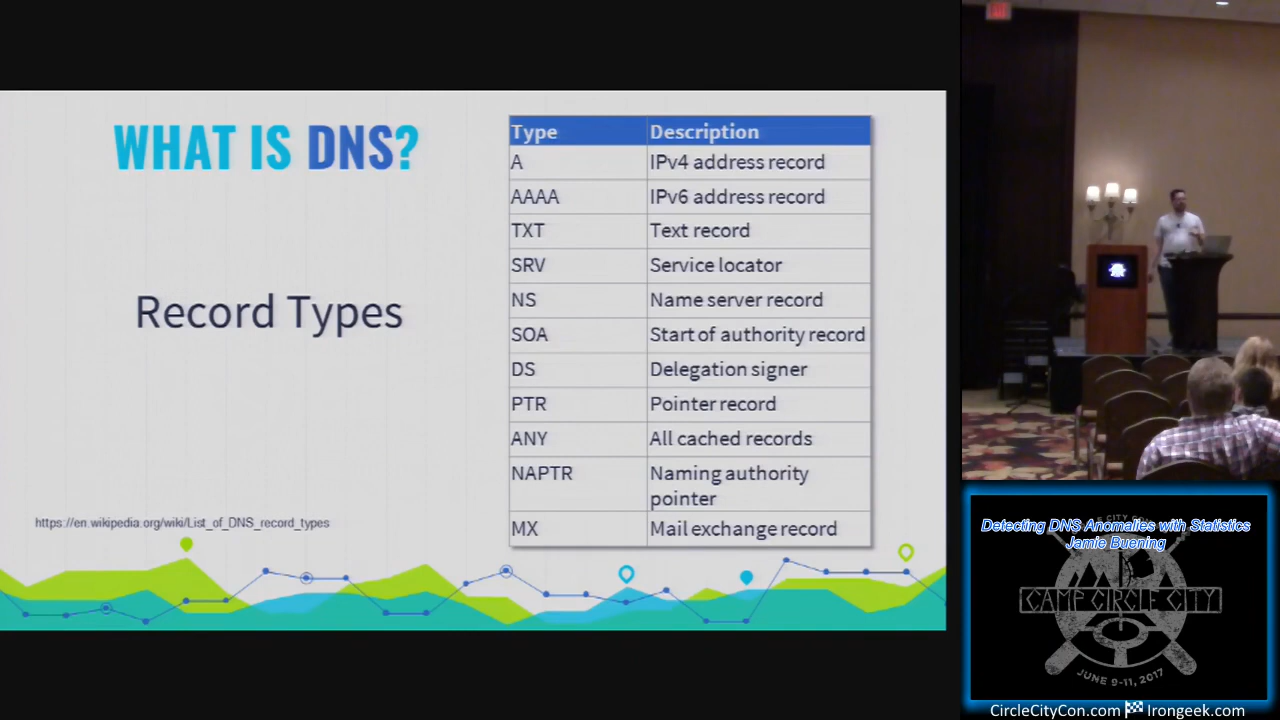 WHAT IS DNS?
Record Types
https://en.wikipedia.org/wiki/List_of_DNS_record_types
Type Description
A IPv4 address record
AAAA IPv6 address record
TXT Text record
SRV Service locator
NS Name server record
SOA Start of authority record
DS Delegation signer
PTR Pointer record
ANY All cached records
NAPTR Naming authority
pointer
MX Mail exchange record
Detecting DNS Anomalies with Statistics
Jamie Buening
CAMP CIRCLE CITY
JUNE 9-11, 2017
CircleCityCon.com Irongeek.com